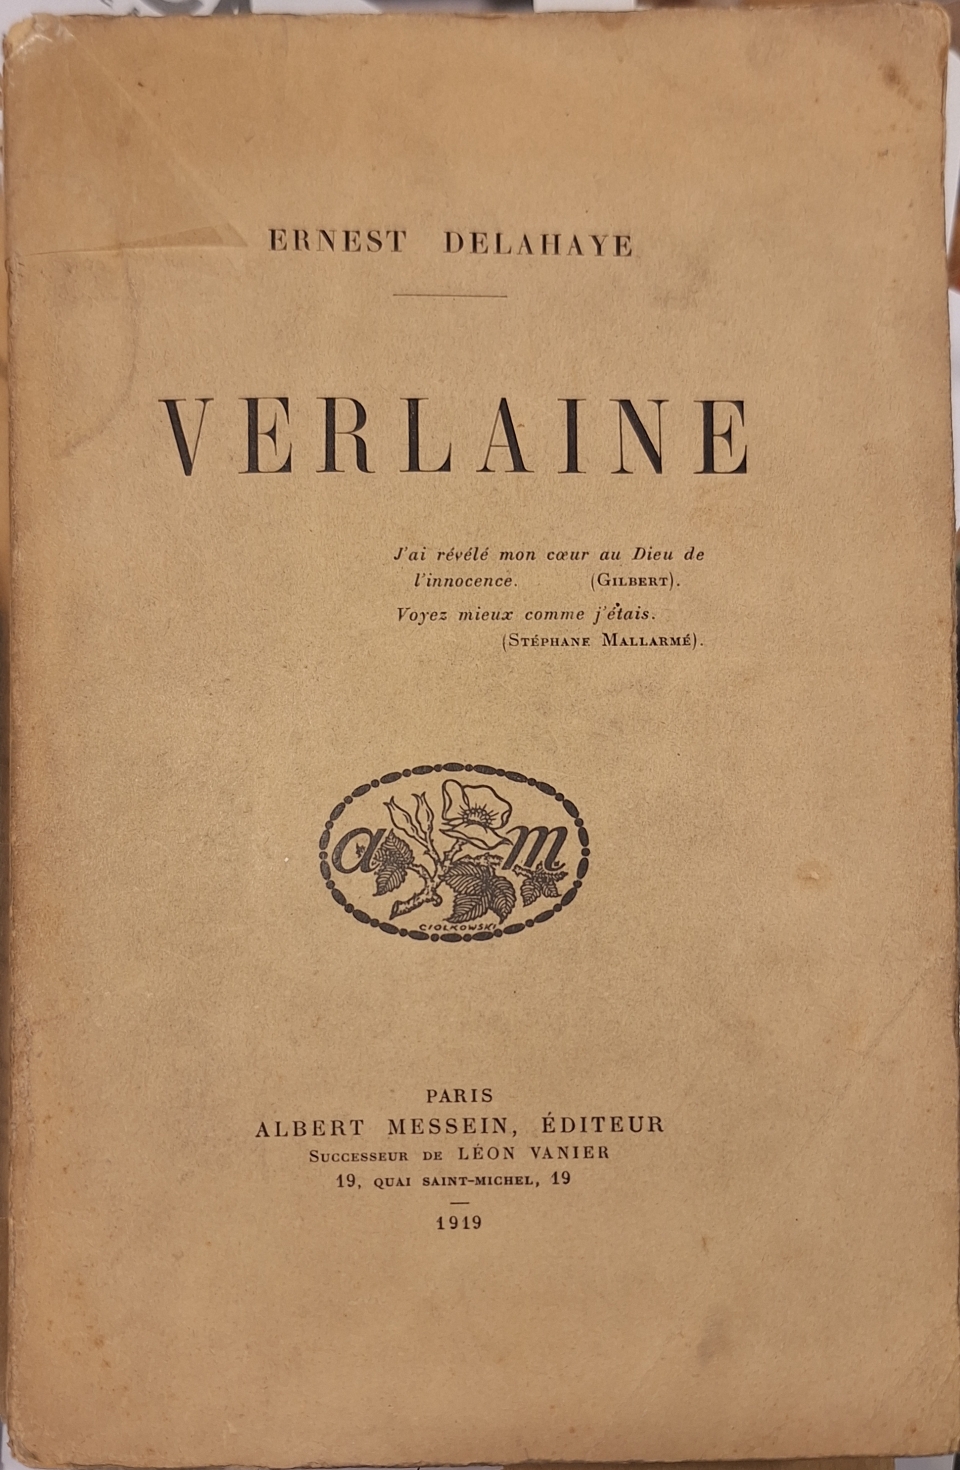 ERNEST DELAHAYE
VERLAINE
J'ai révélé mon cœur au Dieu de
l'innocence. (GILBERT).
Voyez mieux comme j'étais.
(STÉPHANE MALLARMÉ).
a m
CIOLKOWSKI
PARIS
ALBERT MESSEIN, ÉDITEUR
SUCCESSEUR DE LÉON VANIER
19, QUAI SAINT-MICHEL, 19
1919